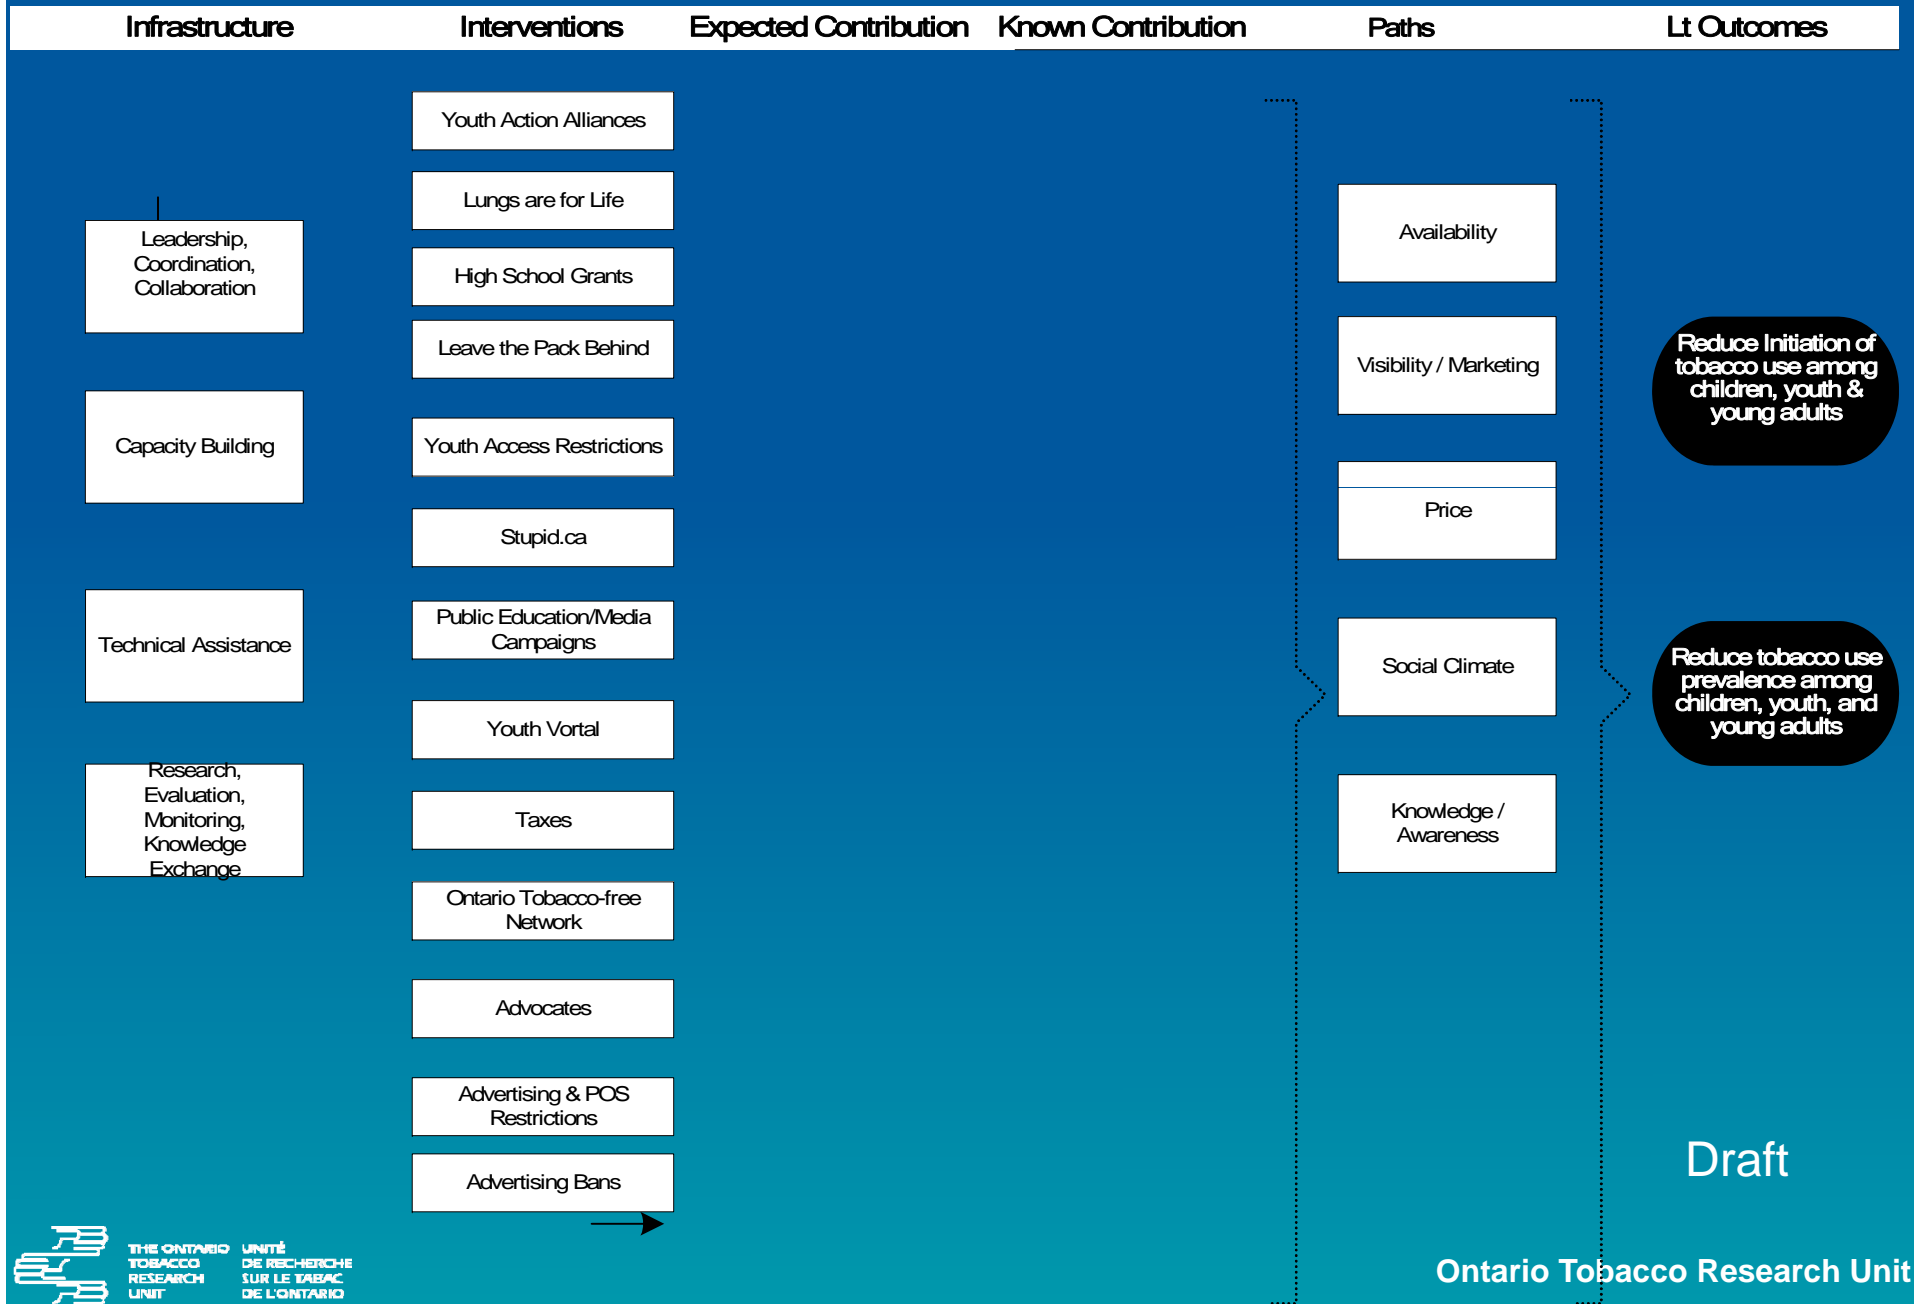 Infrastructure
Interventions
Expected Contribution
Known Contribution
Paths
Lt Outcomes
Leadership,
Coordination,
Collaboration
Capacity Building
Technical Assistance
Research,
Evaluation,
Monitoring,
Knowledge
Exchange
Youth Action Alliances
Lungs are for Life
High School Grants
Leave the Pack Behind
Youth Access Restrictions
Stupid.ca
Public Education/Media
Campaigns
Youth Vortal
Taxes
Ontario Tobacco-free
Network
Advocates
Advertising & POS
Restrictions
Advertising Bans
Availability
Visibility / Marketing
Price
Social Climate
Knowledge /
Awareness
Reduce Initiation of
tobacco use among
children, youth &
young adults
Reduce tobacco use
prevalence among
children, youth, and
young adults
Draft
THE ONTARIO
TOBACCO
RESEARCH
UNIT
UNITÉ
DE RECHERCHE
SUR LE TABAC
DE L'ONTARIO
Ontario Tobacco Research Unit